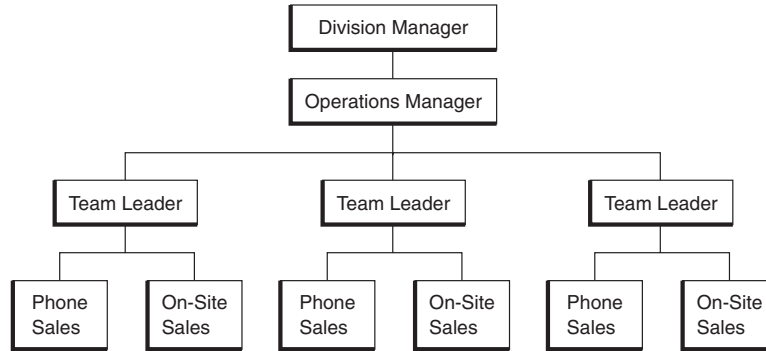 Division Manager
Operations Manager
Team Leader
Team Leader
Team Leader
Phone
Sales
On-Site
Sales
Phone
Sales
On-Site
Sales
Phone
Sales
On-Site
Sales